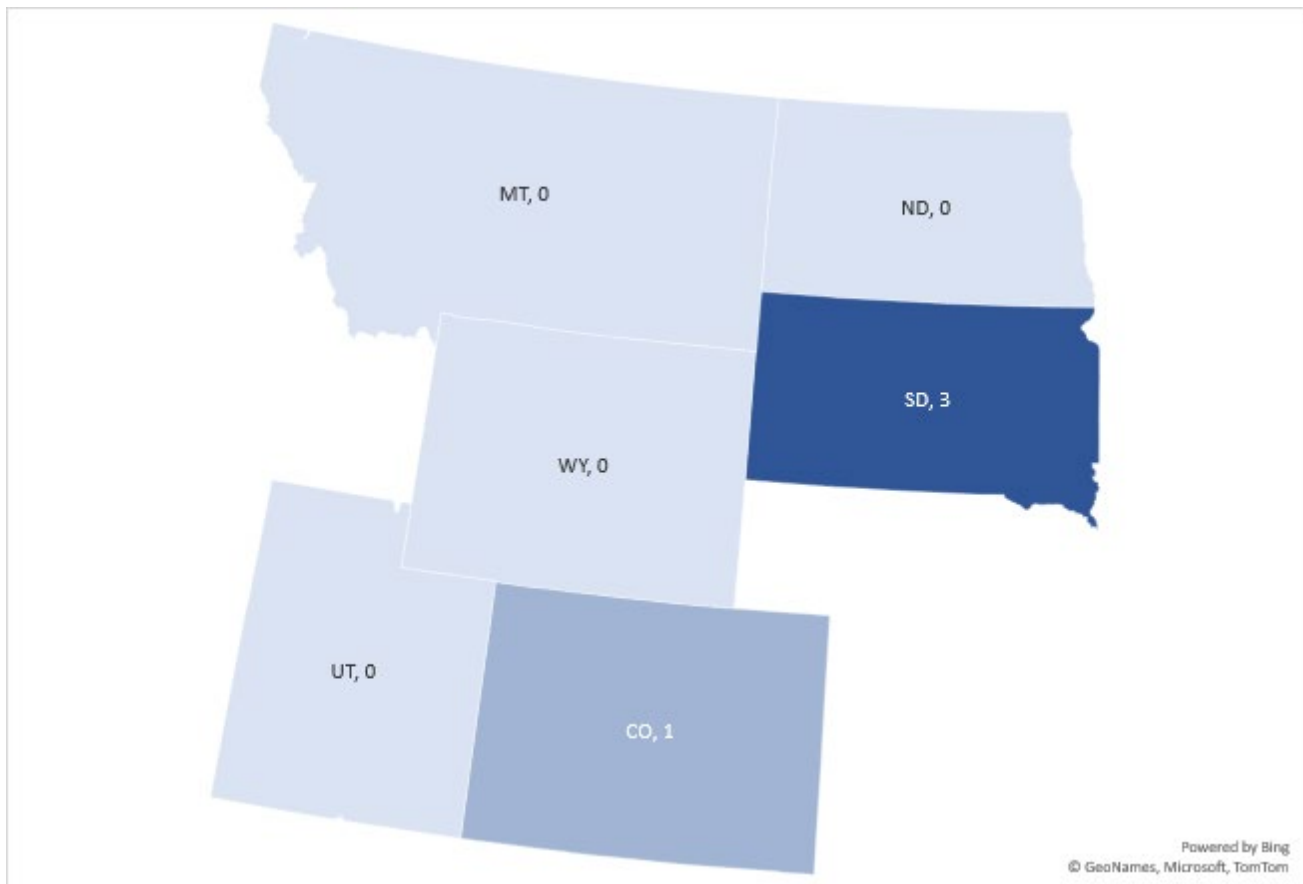 MT, 0
ND, 0
SD, 3
WY, 0
UT, 0
CO, 1
Powered by Bing
© GeoNames, Microsoft, TomTom